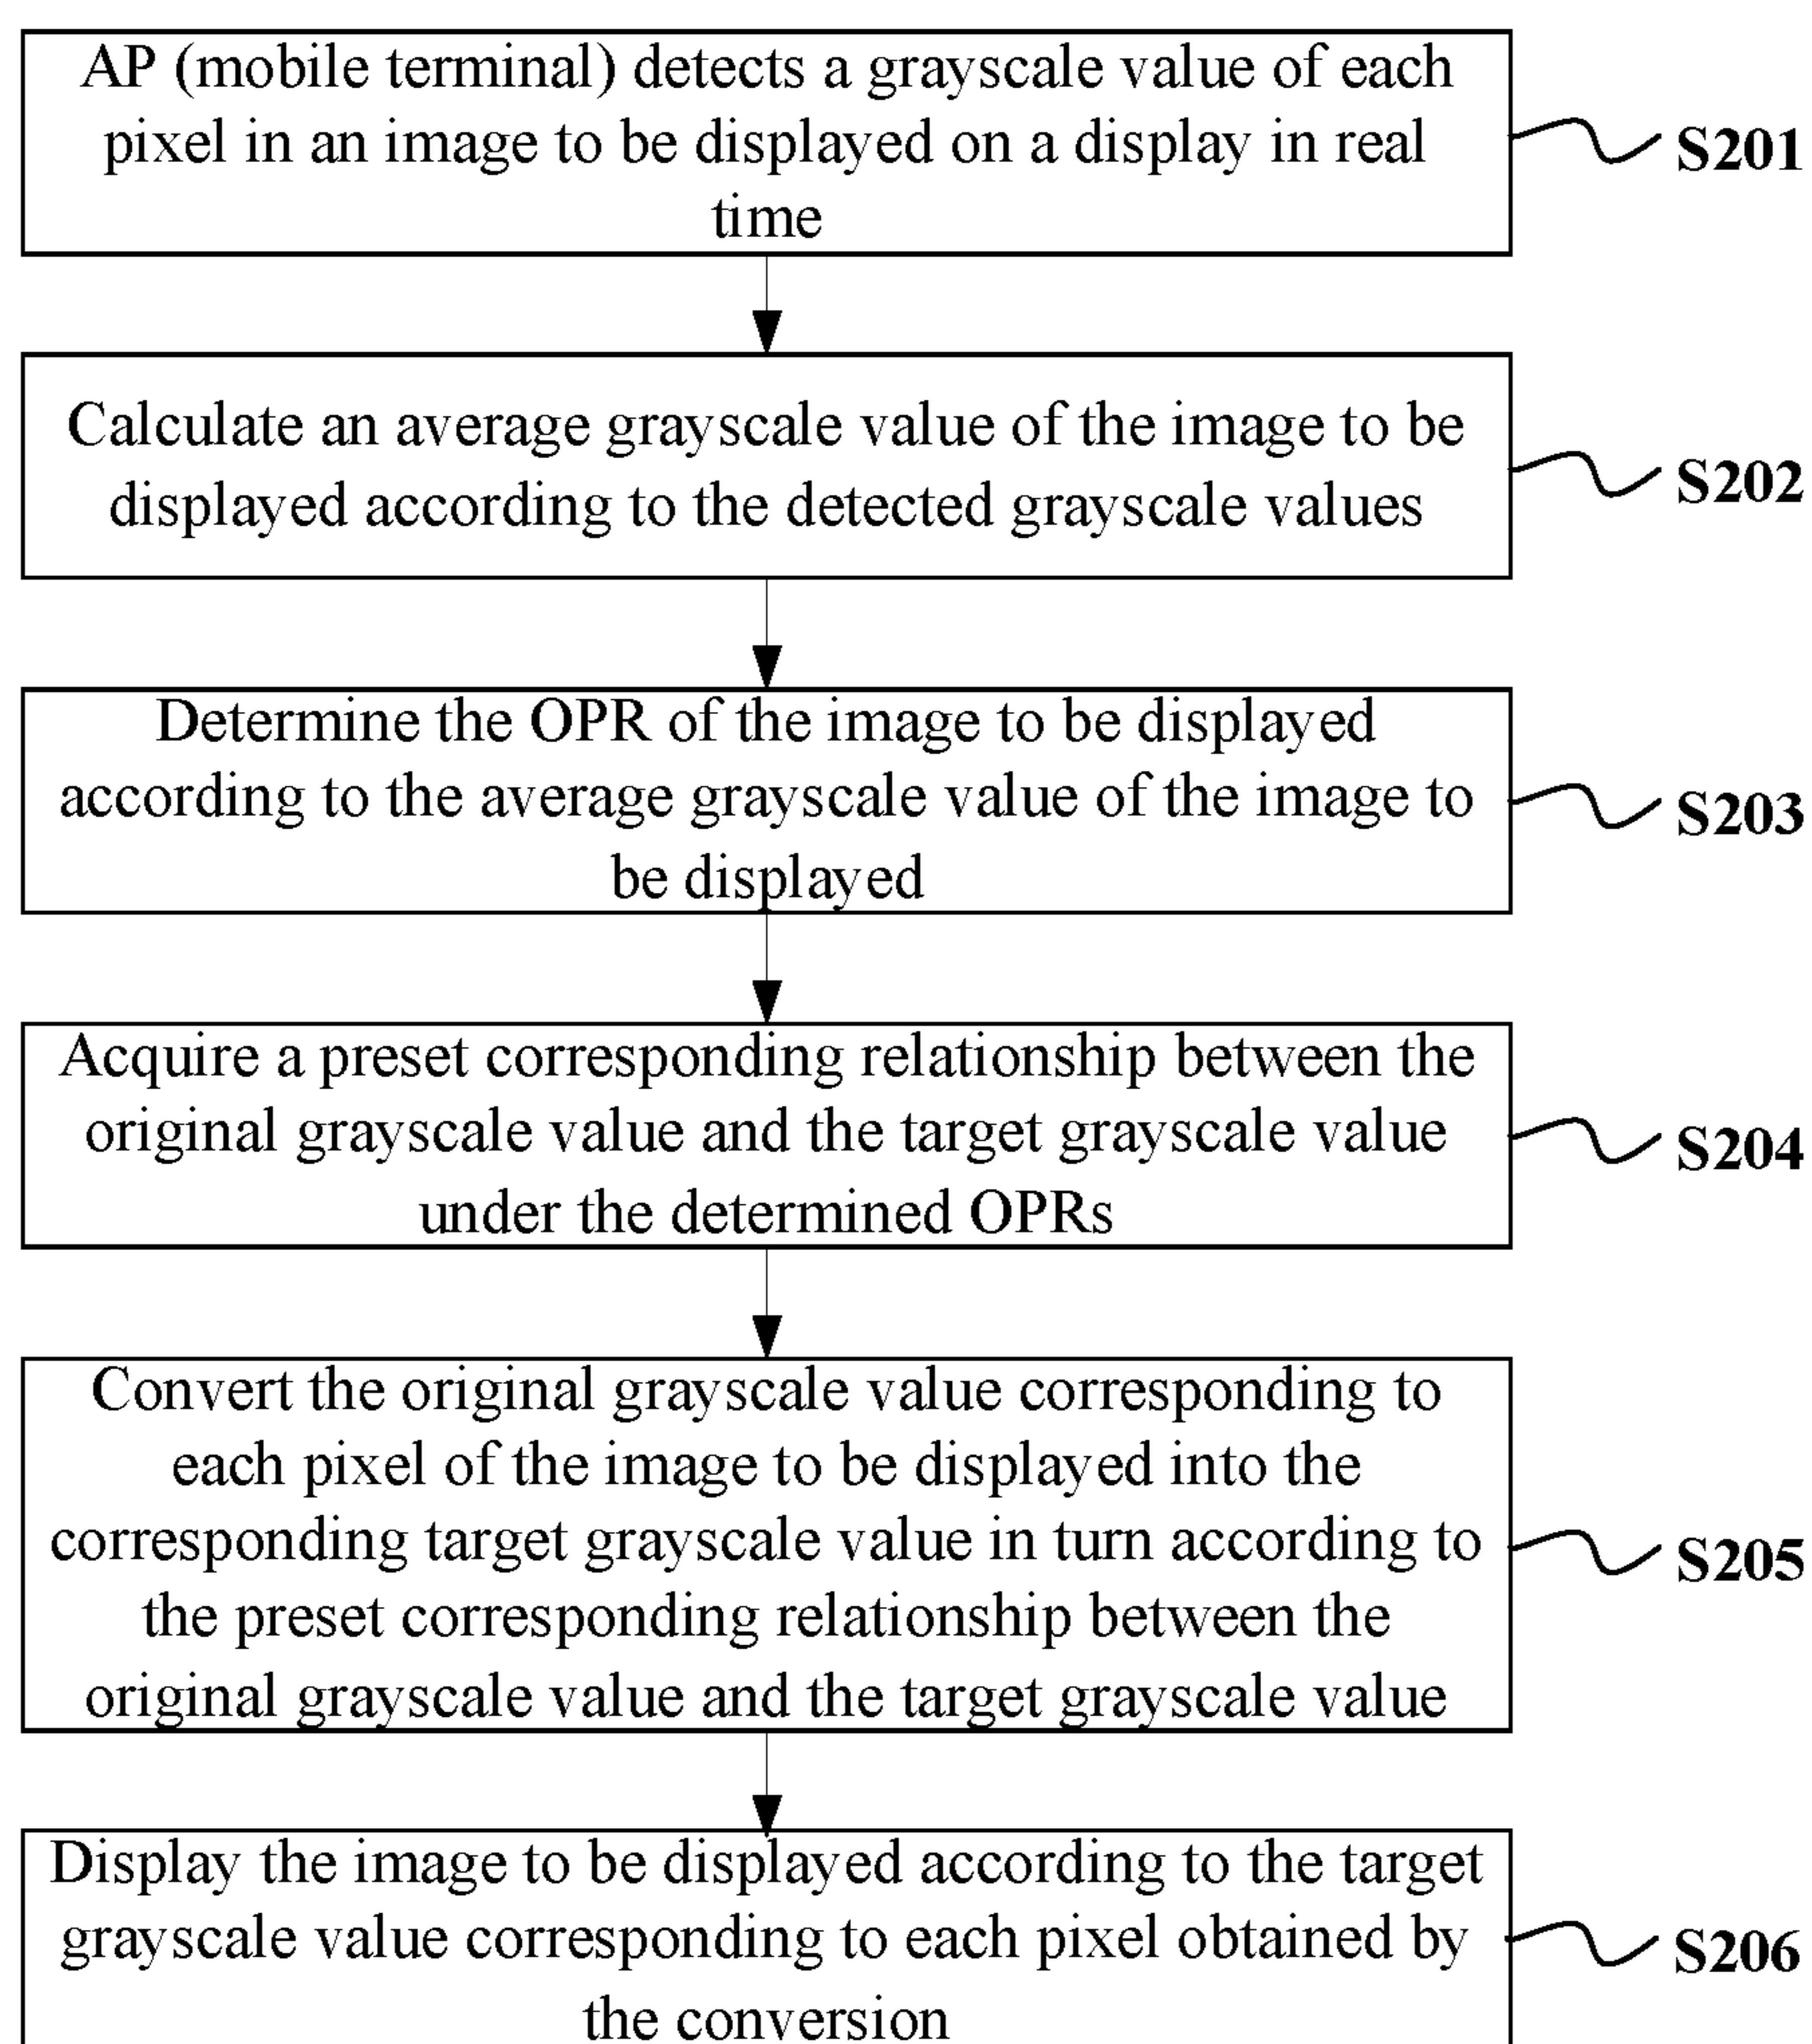 AP (mobile terminal) detects a grayscale value of each
pixel in an image to be displayed on a display in real
time
S201
Calculate an average grayscale value of the image to be
displayed according to the detected grayscale values
S202
Determine the OPR of the image to be displayed
according to the average grayscale value of the image to
be displayed
S203
Acquire a preset corresponding relationship between the
original grayscale value and the target grayscale value
under the determined OPRs
S204
Convert the original grayscale value corresponding to
each pixel of the image to be displayed into the
corresponding target grayscale value in turn according to
the preset corresponding relationship between the
original grayscale value and the target grayscale value
S205
Display the image to be displayed according to the target
grayscale value corresponding to each pixel obtained by
the conversion
S206